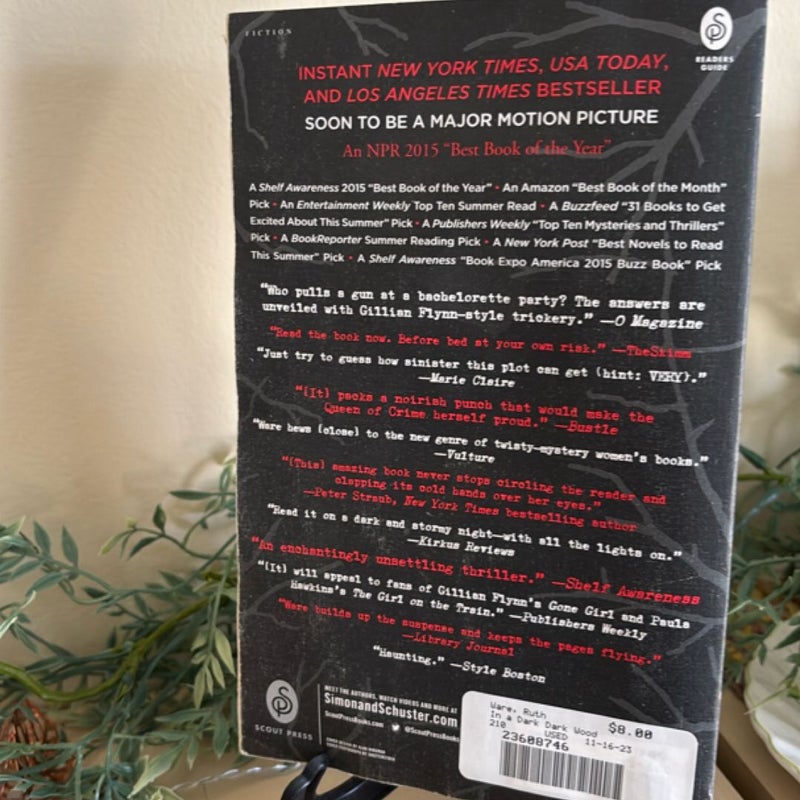 FICTION
READERS
GUIDE
INSTANT NEW YORK TIMES, USA TODAY,
AND LOS ANGELES TIMES BESTSELLER
SOON TO BE A MAJOR MOTION PICTURE
An NPR 2015 “Best Book of the Year”
A Shelf Awareness 2015 “Best Book of the Year” • An Amazon “Best Book of the Month”
Pick • An Entertainment Weekly Top Ten Summer Read • A Buzzfeed “31 Books to Get
Excited About This Summer” Pick • A Publishers Weekly “Top Ten Mysteries and Thrillers”
Pick • A BookReporter Summer Reading Pick • A New York Post “Best Novels to Read
This Summer” Pick • A Shelf Awareness “Book Expo America 2015 Buzz Book” Pick
“Who pulls a gun at a bachelorette party? The answers are
unveiled with Gillian Flynn—style trickery.” —O Magazine
“Read the book now. Before bed at your own risk.” —TheSkimm
“Just try to guess how sinister this plot can get (hint: VERY).”
—Marie Claire
“[It] packs a noirish punch that would make the
Queen of Crime herself proud.” —Bustle
“Ware hews [close] to the new genre of twisty-mystery women's books.”
—Vulture
“[This] amazing book never stops circling the reader and
clapping its cold hands over her eyes.”
—Peter Straub, New York Times bestselling author
“Read it on a dark and stormy night—with all the lights on.”
—Kirkus Reviews
“An enchantingly unsettling thriller.” —Shelf Awareness
“[It] will appeal to fans of Gillian Flynn's Gone Girl and Paula
Hawkins's The Girl on the Train.” —Publishers Weekly
“Ware builds up the suspense and keeps the pages flying.”
—Library Journal
“Haunting.” —Style Boston
SCOUT PRESS
MEET THE AUTHORS, WATCH VIDEOS AND MORE AT
SimonandSchuster.com
ScoutPressBooks.com @ScoutPressBooks
Ware, Ruth
In a Dark Dark Wood $8.00
210 USED 11-16-23
23608746